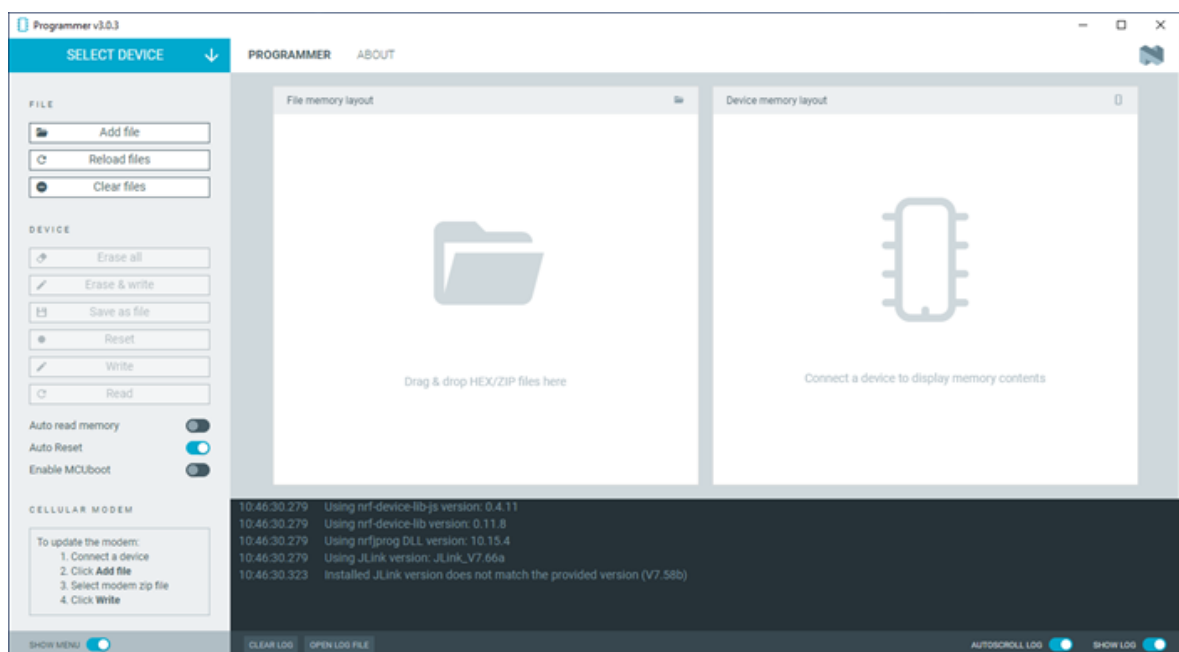 Programmer v3.0.3
SELECT DEVICE
PROGRAMMER ABOUT
FILE
Add file
Reload files
Clear files
DEVICE
Erase all
Erase & write
Save as file
Reset
Write
Read
Auto read memory
Auto Reset
Enable MCUboot
CELLULAR MODEM
To update the modem:
1. Connect a device
2. Click Add file
3. Select modem zip file
4. Click Write
SHOW MENU
File memory layout
Drag & drop HEX/ZIP files here
Device memory layout
Connect a device to display memory contents
10:46:30.279 Using nrf-device-lib-js version: 0.4.11
10:46:30.279 Using nrf-device-lib version: 0.11.8
10:46:30.279 Using nrfjprog DLL version: 10.15.4
10:46:30.279 Using JLink version: JLink_V7.66a
10:46:30.323 Installed JLink version does not match the provided version (V7.58b)
CLEAR LOG OPEN LOG FILE AUTOSCROLL LOG SHOW LOG